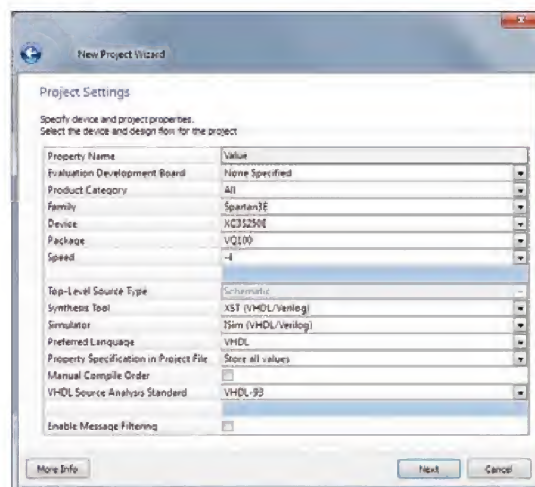 New Project Wizard
Project Settings
Specify device and project properties.
Select the device and design flow for the project
Property Name Value
Evaluation Development Board None Specified
Product Category All
Family Spartan3E
Device XC3S250E
Package VQ100
Speed -4
Top-Level Source Type Schematic
Synthesis Tool XST (VHDL/Verilog)
Simulator ISim (VHDL/Verilog)
Preferred Language VHDL
Property Specification in Project File Store all values
Manual Compile Order
VHDL Source Analysis Standard VHDL-93
Enable Message Filtering
More Info Next Cancel